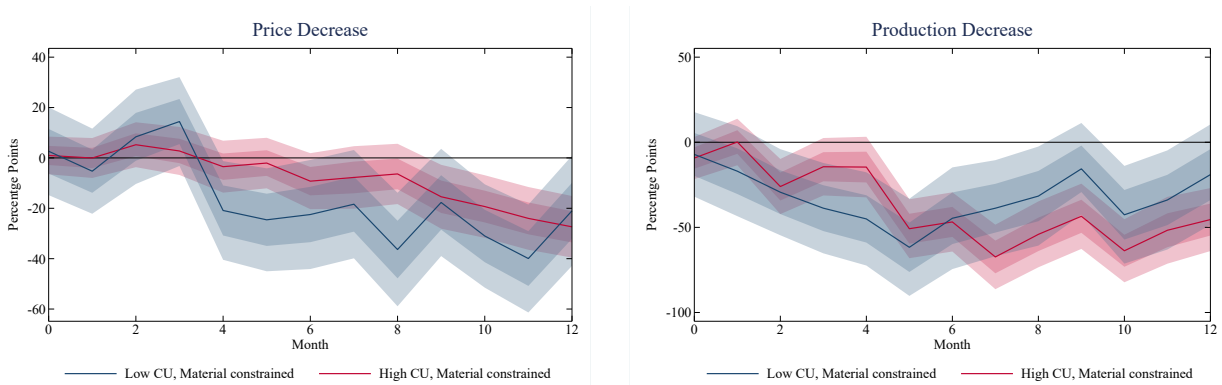 Price Decrease
40
20
0
-20
-40
-60
Percentage Points
0 2 4 6 8 10 12
Month
Low CU, Material constrained High CU, Material constrained
Production Decrease
50
0
-50
-100
Percentage Points
0 2 4 6 8 10 12
Month
Low CU, Material constrained High CU, Material constrained